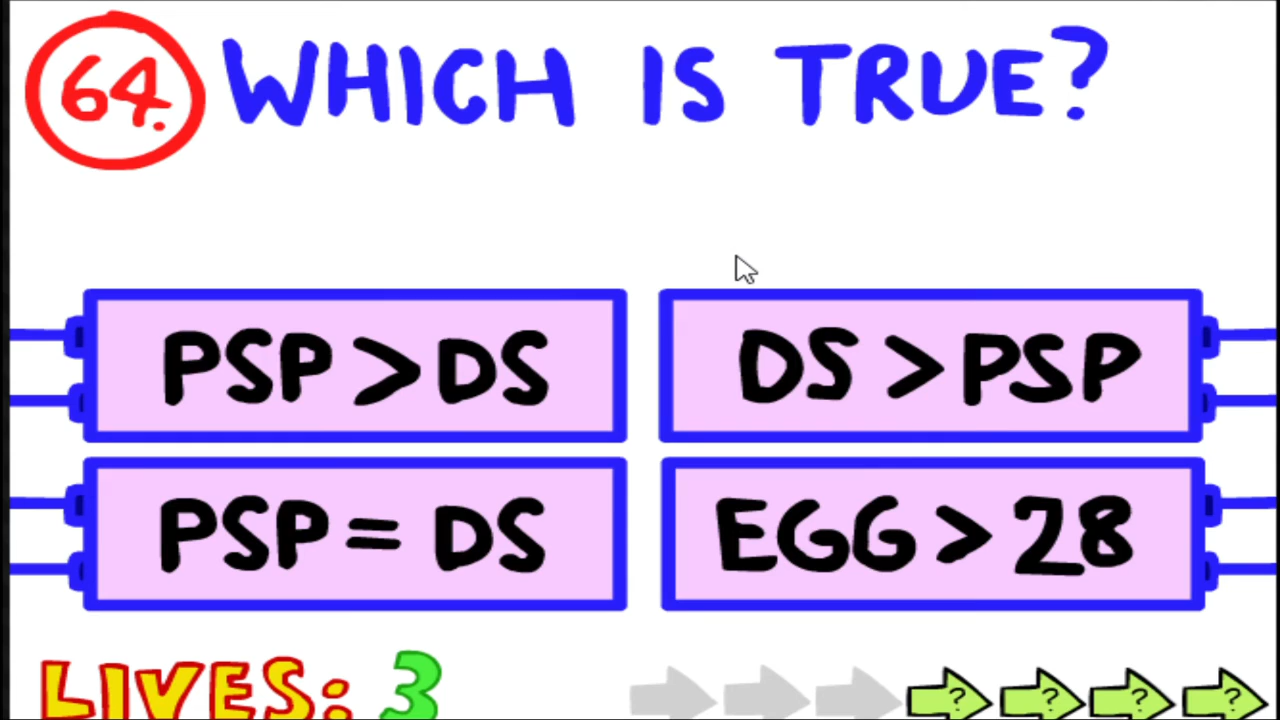 64. WHICH IS TRUE?
PSP > DS
DS > PSP
PSP = DS
EGG > 28
LIVES: 3
? ? ? ?